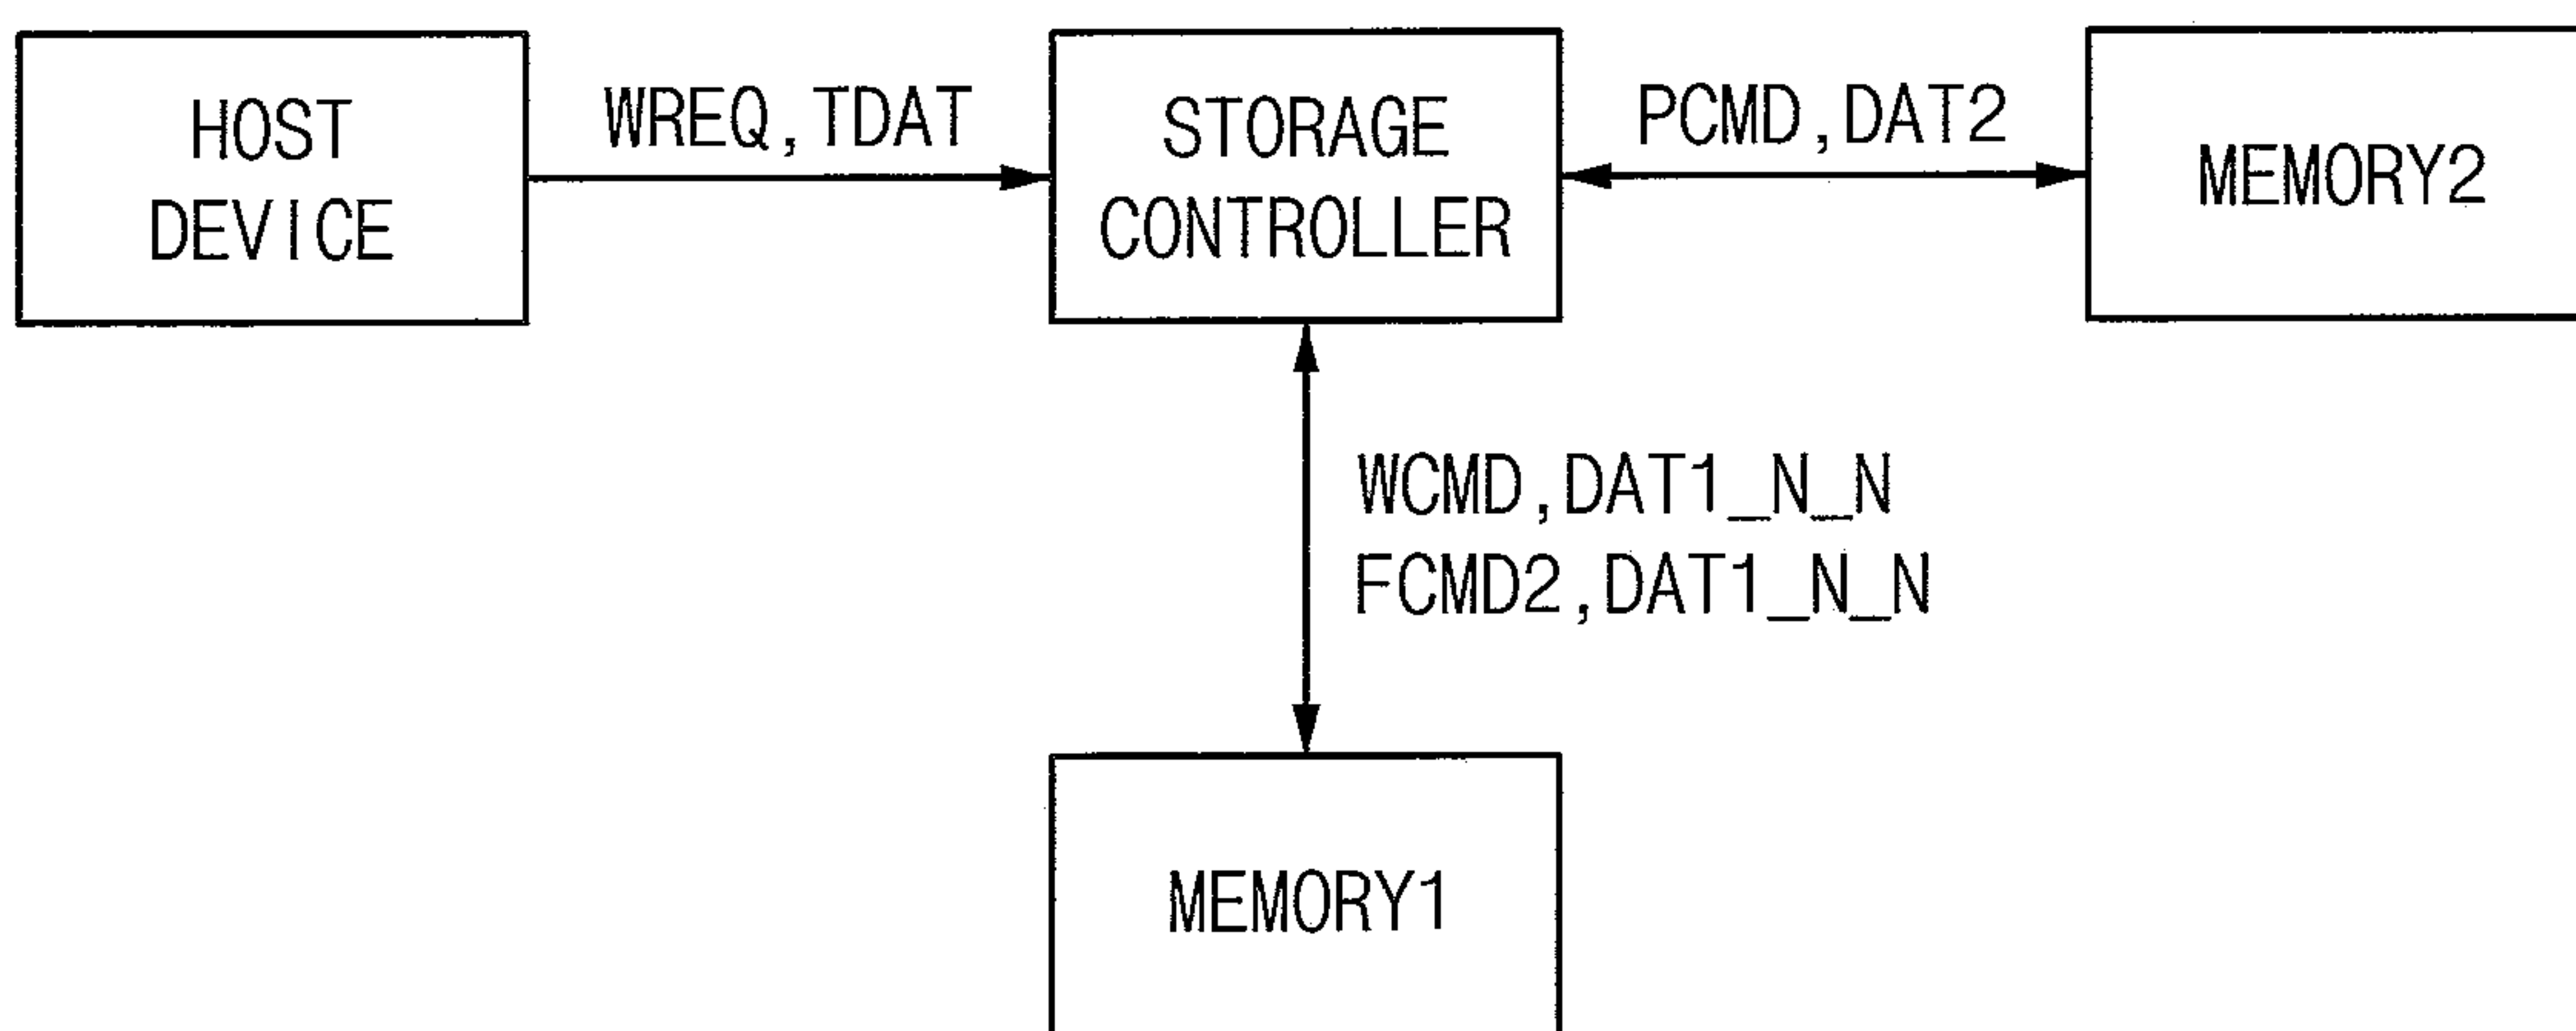 HOST
DEVICE
WREQ,TDAT
STORAGE
CONTROLLER
PCMD,DAT2
MEMORY2
WCMD,DAT1_N_N
FCMD2,DAT1_N_N
MEMORY1